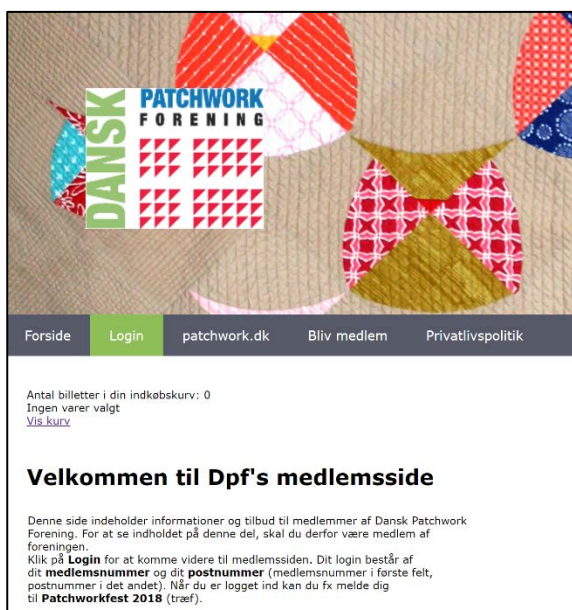 DANSK
PATCHWORK
FORENING
Forside Login patchwork.dk Bliv medlem Privatlivspolitik
Antal billetter i din indkøbskurv: 0
Ingen varer valgt
Vis kurv
Velkommen til Dpf's medlemsside
Denne side indeholder informationer og tilbud til medlemmer af Dansk Patchwork
Forening. For at se indholdet på denne del, skal du derfor være medlem af
foreningen.
Klik på Login for at komme videre til medlemssiden. Dit login består af
dit medlemsnummer og dit postnummer (medlemsnummer i første felt,
postnummer i det andet). Når du er logget ind kan du fx melde dig
til Patchworkfest 2018 (træf).